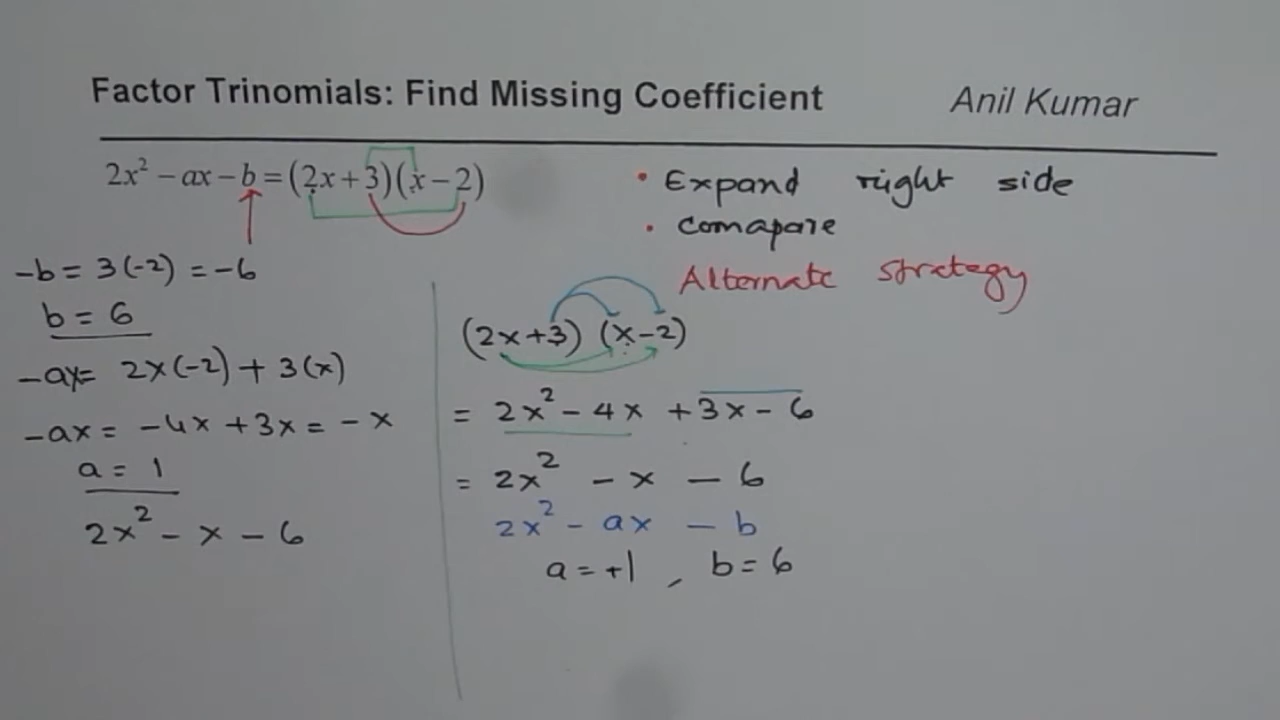 Factor Trinomials: Find Missing Coefficient
Anil Kumar
2x² − ax − b = (2x+3)(x−2)
• Expand right side
• comapare
Alternate strategy
-b = 3(-2) = -6
b = 6
-ax = 2x(-2) + 3(x)
-ax = -4x + 3x = -x
a = 1
2x² - x - 6
(2x+3) (x-2)
= 2x² - 4x + 3x - 6
= 2x² - x - 6
2x² - ax - b
a = +1 , b = 6